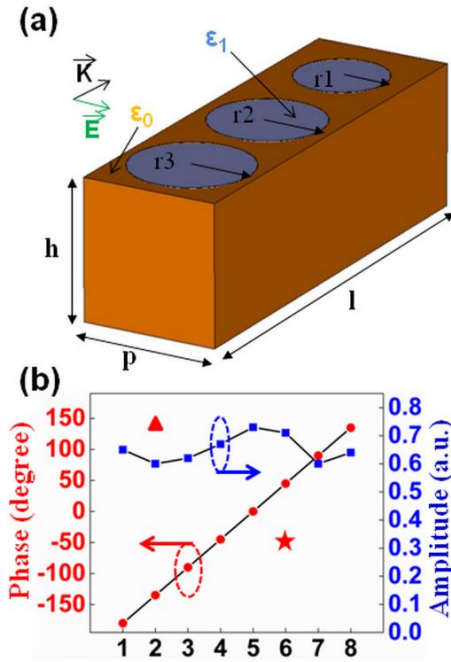 (a)
K
E
ε0
ε1
r1
r2
r3
h
p
l
(b)
Phase (degree)
150
100
50
0
-50
-100
-150
0.8
0.7
0.6
0.5
0.4
0.3
0.2
0.1
0.0
Amplitude (a.u.)
1 2 3 4 5 6 7 8